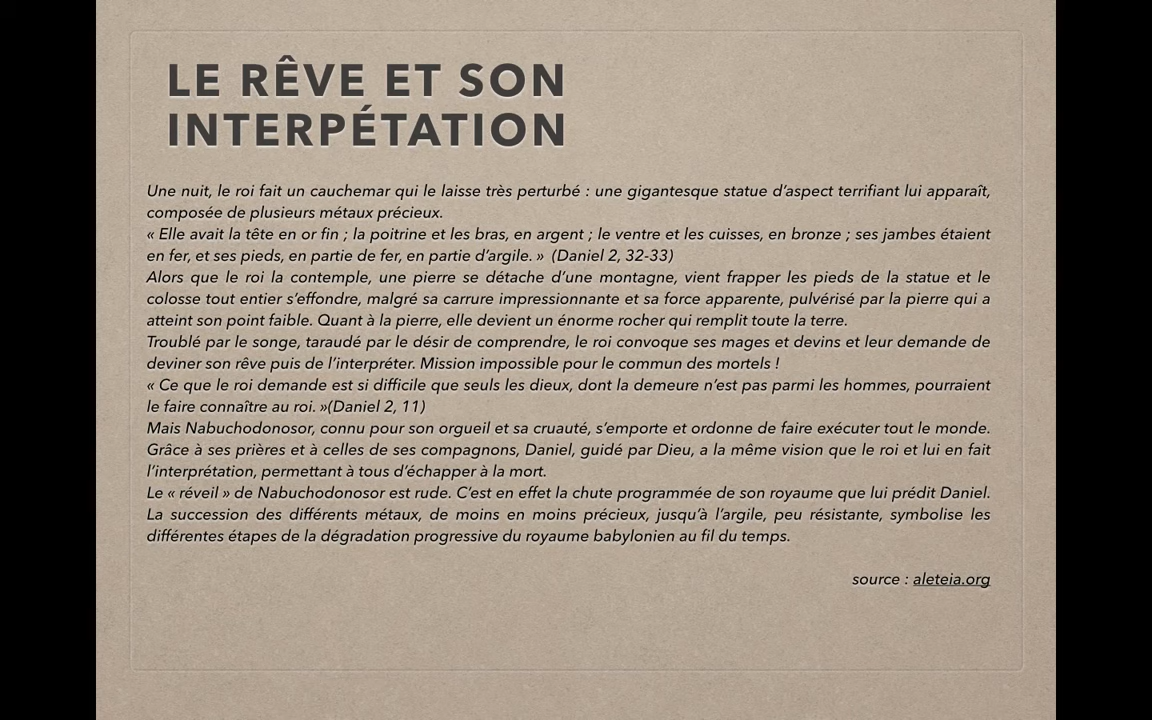 LE RÊVE ET SON
INTERPÉTATION
Une nuit, le roi fait un cauchemar qui le laisse très perturbé : une gigantesque statue d’aspect terrifiant lui apparaît,
composée de plusieurs métaux précieux.
« Elle avait la tête en or fin ; la poitrine et les bras, en argent ; le ventre et les cuisses, en bronze ; ses jambes étaient
en fer, et ses pieds, en partie de fer, en partie d’argile. » (Daniel 2, 32-33)
Alors que le roi la contemple, une pierre se détache d’une montagne, vient frapper les pieds de la statue et le
colosse tout entier s’effondre, malgré sa carrure impressionnante et sa force apparente, pulvérisé par la pierre qui a
atteint son point faible. Quant à la pierre, elle devient un énorme rocher qui remplit toute la terre.
Troublé par le songe, taraudé par le désir de comprendre, le roi convoque ses mages et devins et leur demande de
deviner son rêve puis de l’interpréter. Mission impossible pour le commun des mortels !
« Ce que le roi demande est si difficile que seuls les dieux, dont la demeure n’est pas parmi les hommes, pourraient
le faire connaître au roi. »(Daniel 2, 11)
Mais Nabuchodonosor, connu pour son orgueil et sa cruauté, s’emporte et ordonne de faire exécuter tout le monde.
Grâce à ses prières et à celles de ses compagnons, Daniel, guidé par Dieu, a la même vision que le roi et lui en fait
l’interprétation, permettant à tous d’échapper à la mort.
Le « réveil » de Nabuchodonosor est rude. C’est en effet la chute programmée de son royaume que lui prédit Daniel.
La succession des différents métaux, de moins en moins précieux, jusqu’à l’argile, peu résistante, symbolise les
différentes étapes de la dégradation progressive du royaume babylonien au fil du temps.
source : aleteia.org